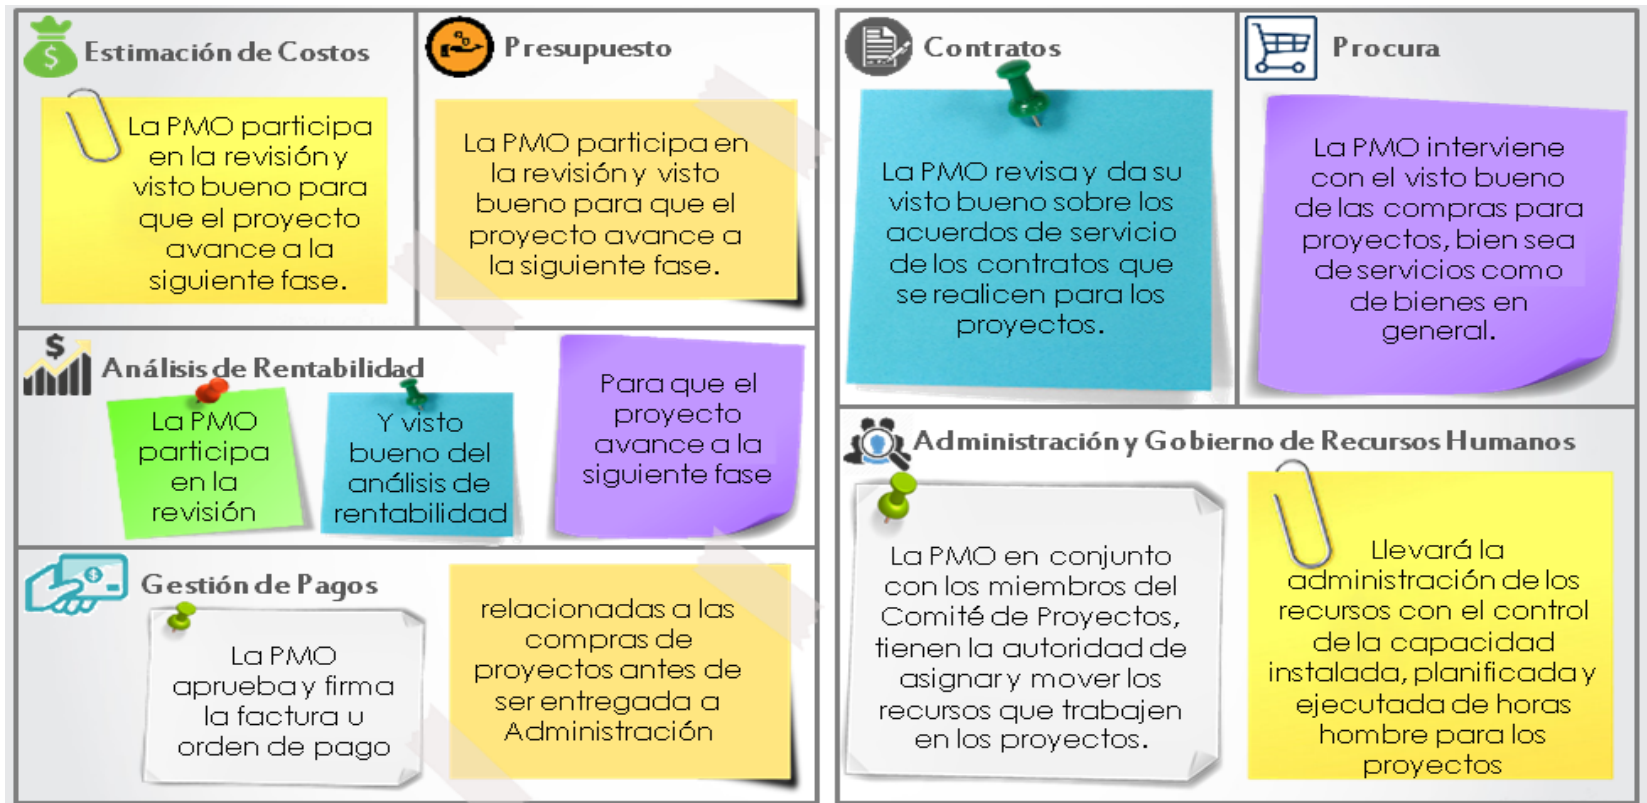 Estimación de Costos
La PMO participa
en la revisión y
visto bueno para
que el proyecto
avance a la
siguiente fase.
Presupuesto
La PMO participa en
la revisión y visto
bueno para que el
proyecto avance a
la siguiente fase.
Análisis de Rentabilidad
La PMO
participa
en la
revisión
Y visto
bueno del
análisis de
rentabilidad
Para que el
proyecto
avance a la
siguiente fase
Gestión de Pagos
La PMO
aprueba y firma
la factura u
orden de pago
relacionadas a las
compras de
proyectos antes de
ser entregada a
Administración
Contratos
La PMO revisa y da su
visto bueno sobre los
acuerdos de servicio
de los contratos que
se realicen para los
proyectos.
Procura
La PMO interviene
con el visto bueno
de las compras para
proyectos, bien sea
de servicios como
de bienes en
general.
Administración y Gobierno de Recursos Humanos
La PMO en conjunto
con los miembros del
Comité de Proyectos,
tienen la autoridad de
asignar y mover los
recursos que trabajen
en los proyectos.
Llevará la
administración de los
recursos con el control
de la capacidad
instalada, planificada y
ejecutada de horas
hombre para los
proyectos